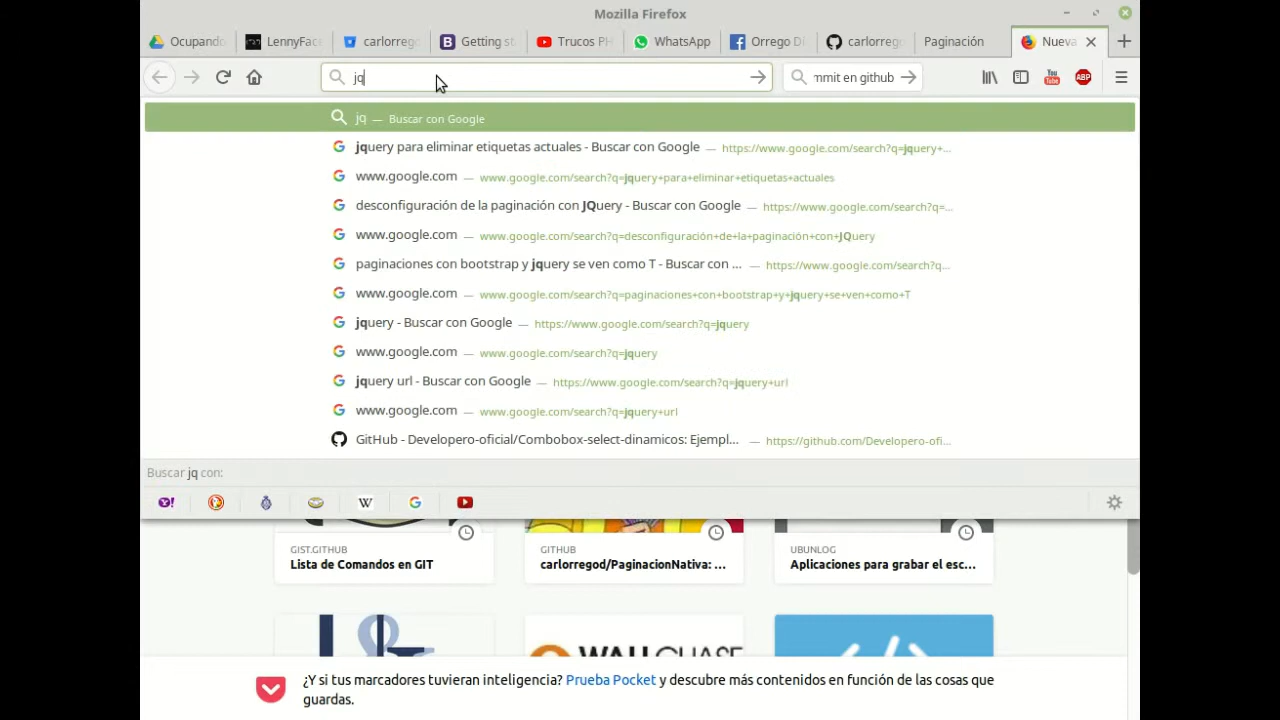 Mozilla Firefox
Ocupando
LennyFac
carlorreg
Getting st
Trucos PH
WhatsApp
Orrego Di
carlorreg
Paginación
Nueva
jq
mmit en github
You Tube
ABP
jq — Buscar con Google
jquery para eliminar etiquetas actuales - Buscar con Google — https://www.google.com/search?q=jquery+...
www.google.com — www.google.com/search?q=jquery+para+eliminar+etiquetas+actuales
desconfiguración de la paginación con JQuery - Buscar con Google — https://www.google.com/search?q=...
www.google.com — www.google.com/search?q=desconfiguración+de+la+paginación+con+JQuery
paginaciones con bootstrap y jquery se ven como T - Buscar con ... — https://www.google.com/search?q...
www.google.com — www.google.com/search?q=paginaciones+con+bootstrap+y+jquery+se+ven+como+T
jquery - Buscar con Google — https://www.google.com/search?q=jquery
www.google.com — www.google.com/search?q=jquery
jquery url - Buscar con Google — https://www.google.com/search?q=jquery+url
www.google.com — www.google.com/search?q=jquery+url
GitHub - Developero-oficial/Combobox-select-dinamicos: Ejempl... — https://github.com/Developero-ofi...
Buscar jq con:
GIST.GITHUB
Lista de Comandos en GIT
GITHUB
carlorregod/PaginacionNativa: ...
UBUNLOG
Aplicaciones para grabar el esc...
¿Y si tus marcadores tuvieran inteligencia? Prueba Pocket y descubre más contenidos en función de las cosas que
guardas.